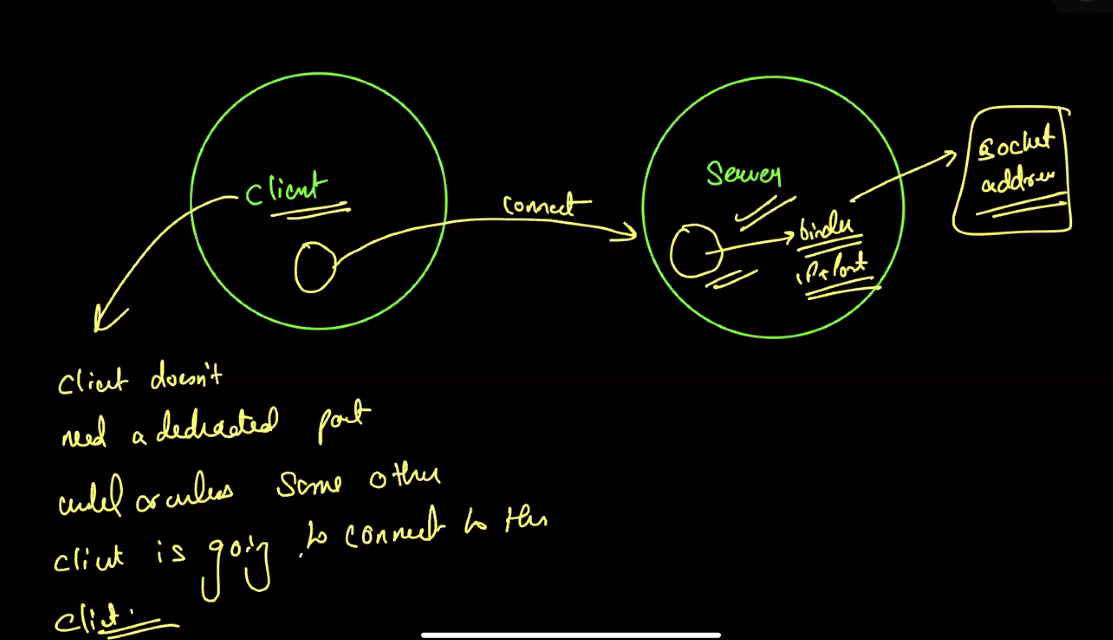 Client
Connect
Server
binder
IP + Port
Socket
address
Client doesn't
need a dedicated port
until or unless some other
client is going to connect to this
client.